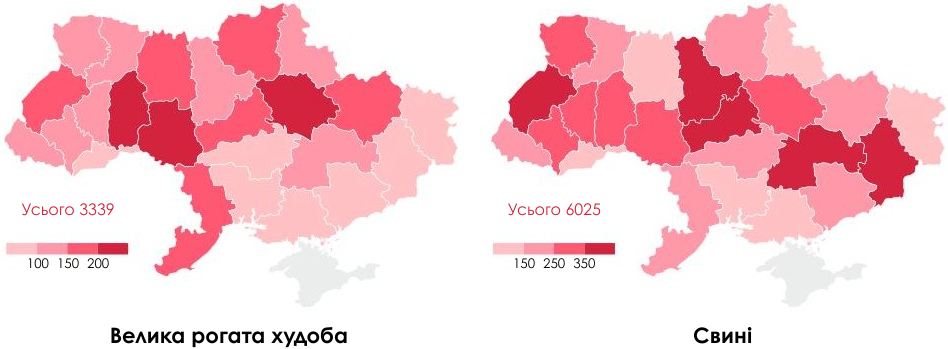 Усього 3339
100 150 200
Велика рогата худоба
Усього 6025
150 250 350
Свині